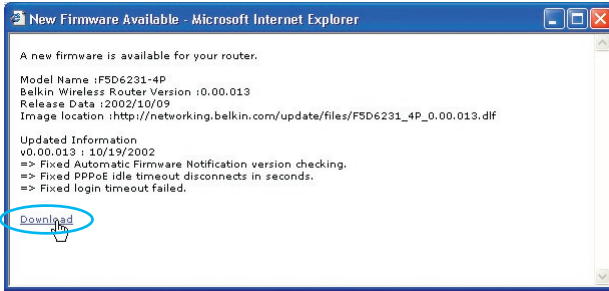 New Firmware Available - Microsoft Internet Explorer
A new firmware is available for your router.
Model Name :F5D6231-4P
Belkin Wireless Router Version :0.00.013
Release Data :2002/10/09
Image location :http://networking.belkin.com/update/files/F5D6231_4P_0.00.013.dlf
Updated Information
v0.00.013 : 10/19/2002
=> Fixed Automatic Firmware Notification version checking.
=> Fixed PPPoE idle timeout disconnects in seconds.
=> Fixed login timeout failed.
Download